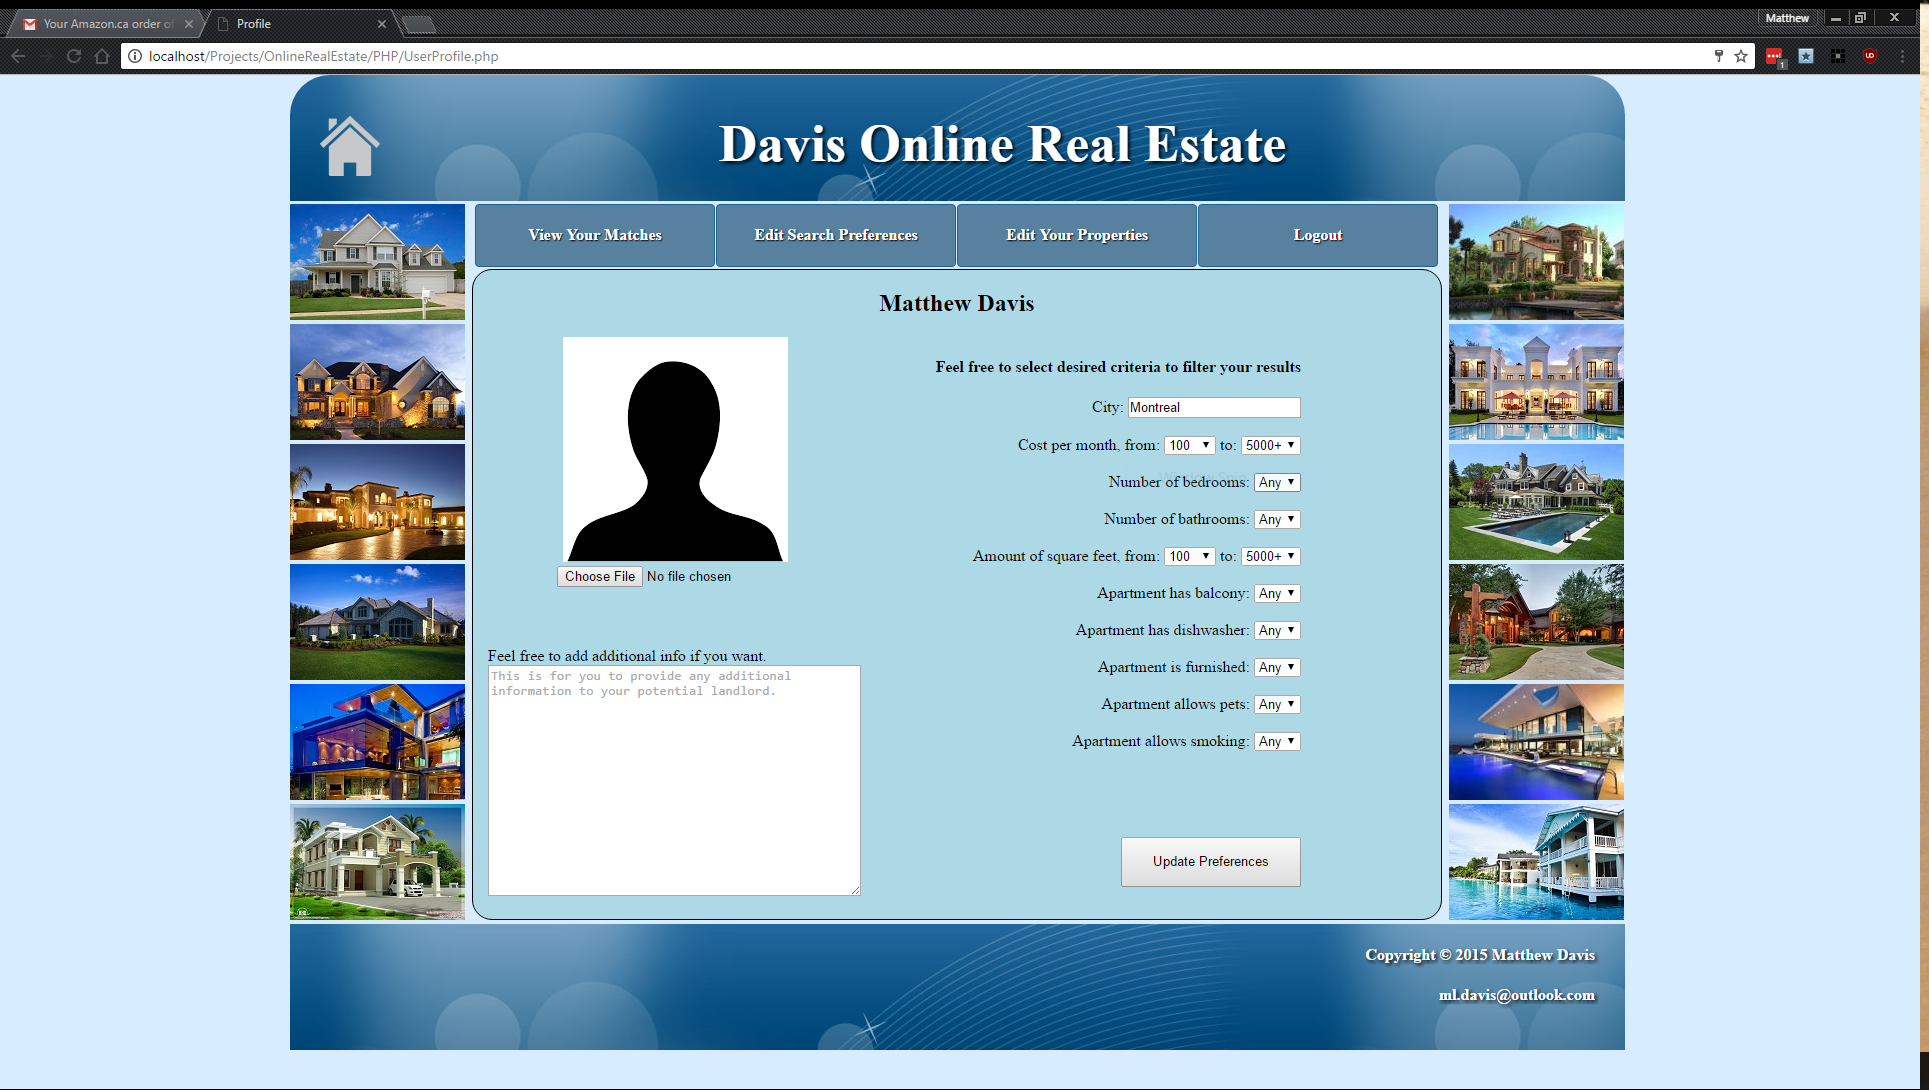 Your Amazon.ca order of
Profile
Matthew
localhost/Projects/OnlineRealEstate/PHP/UserProfile.php
1
Davis Online Real Estate
View Your Matches
Edit Search Preferences
Edit Your Properties
Logout
Matthew Davis
Feel free to select desired criteria to filter your results
City: Montreal
Cost per month, from: 100 to: 5000+
Number of bedrooms: Any
Number of bathrooms: Any
Amount of square feet, from: 100 to: 5000+
Choose File No file chosen
Apartment has balcony: Any
Apartment has dishwasher: Any
Feel free to add additional info if you want.
This is for you to provide any additional
information to your potential landlord.
Apartment is furnished: Any
Apartment allows pets: Any
Apartment allows smoking: Any
Update Preferences
Copyright © 2015 Matthew Davis
ml.davis@outlook.com